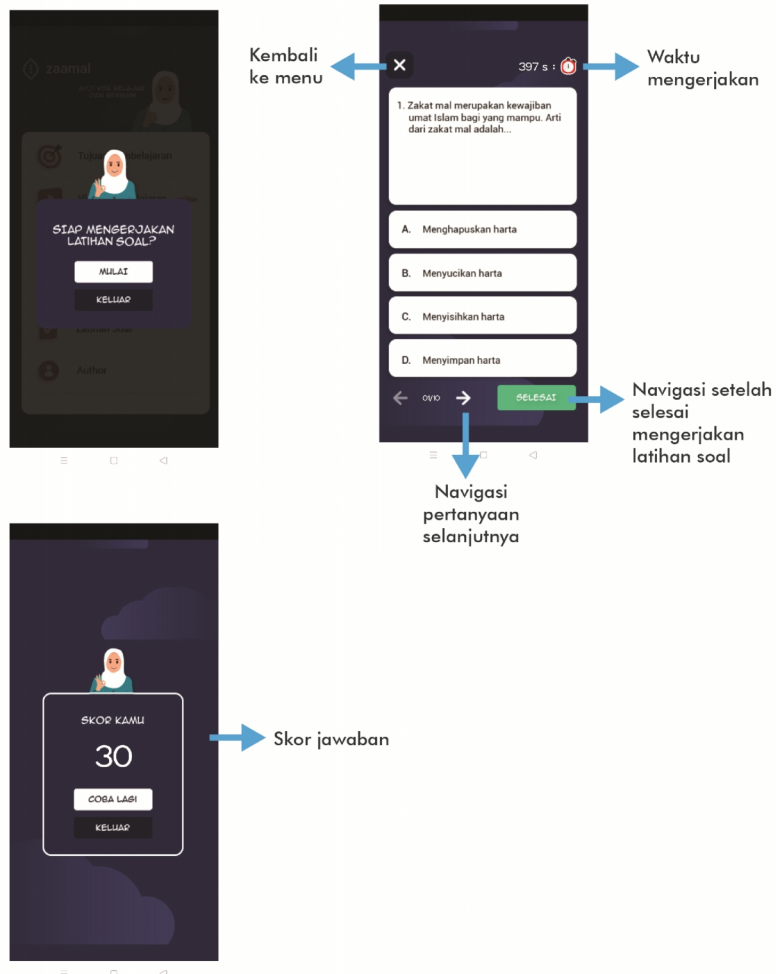 zaamal
Tujuan Pembelajaran
SIAP MENGERJAKAN
LATIHAN SOAL?
MULAI
KELUAR
Latihan Soal
Author
Kembali
ke menu
397 s :
Waktu
mengerjakan
1. Zakat mal merupakan kewajiban
umat Islam bagi yang mampu. Arti
dari zakat mal adalah...
A. Menghapuskan harta
B. Menyucikan harta
C. Menyisihkan harta
D. Menyimpan harta
01/10
SELESAI
Navigasi setelah
selesai
mengerjakan
latihan soal
Navigasi
pertanyaan
selanjutnya
SKOR KAMU
30
COBA LAGI
KELUAR
Skor jawaban